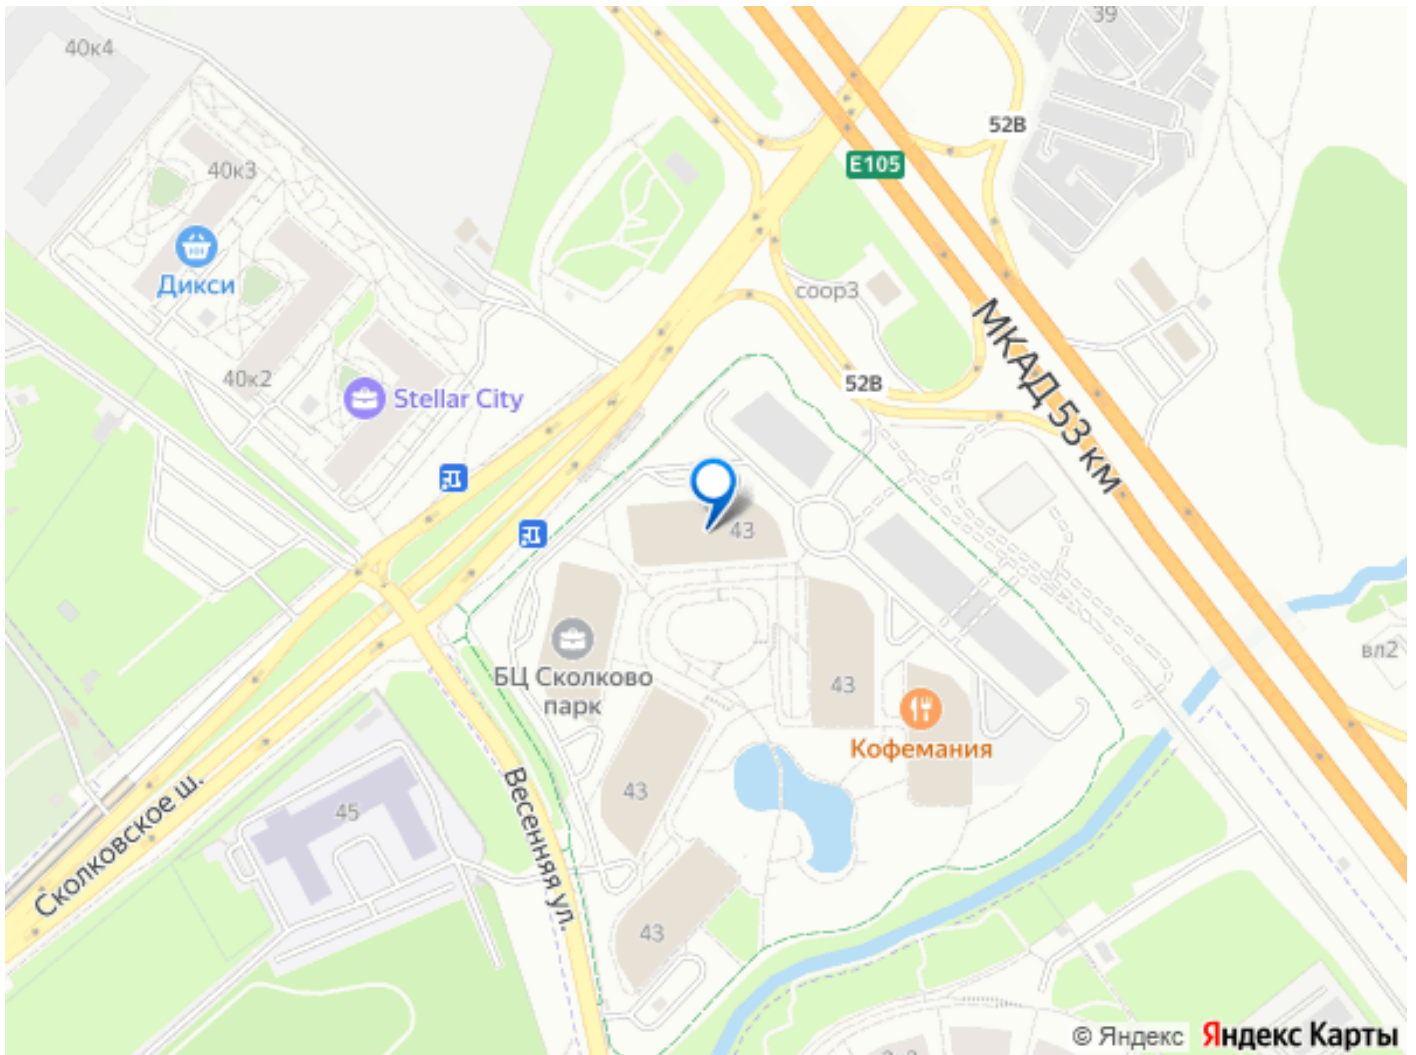 40к4
39
52В
40к3
E105
Дикси
соор3
МКАД 53 км
40к2
52В
Stellar City
43
вл2
БЦ Сколково
парк
43
Кофемания
43
45
Сколковское ш.
Весенняя ул.
43
© Яндекс
Яндекс Карты